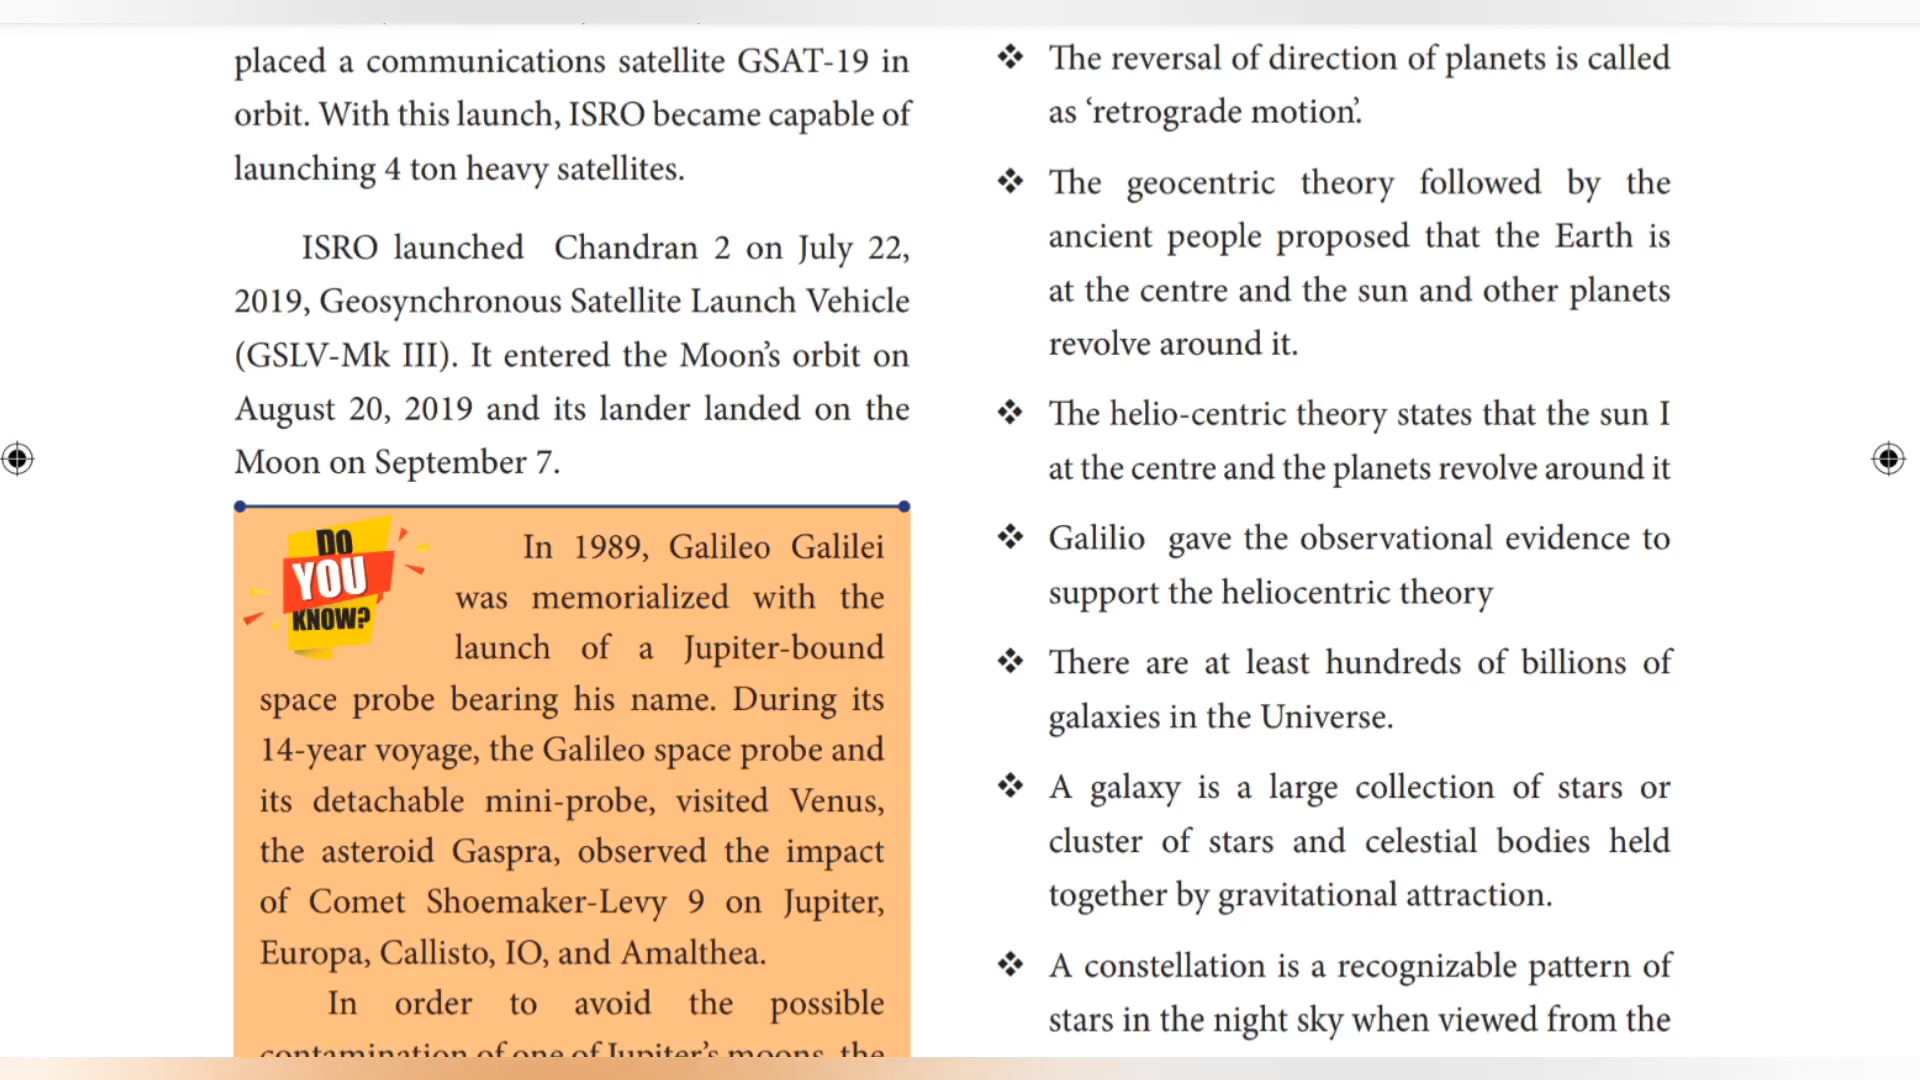 placed a communications satellite GSAT-19 in
orbit. With this launch, ISRO became capable of
launching 4 ton heavy satellites.
ISRO launched Chandran 2 on July 22,
2019, Geosynchronous Satellite Launch Vehicle
(GSLV-Mk III). It entered the Moon's orbit on
August 20, 2019 and its lander landed on the
Moon on September 7.
DO
YOU
KNOW?
In 1989, Galileo Galilei
was memorialized with the
launch of a Jupiter-bound
space probe bearing his name. During its
14-year voyage, the Galileo space probe and
its detachable mini-probe, visited Venus,
the asteroid Gaspra, observed the impact
of Comet Shoemaker-Levy 9 on Jupiter,
Europa, Callisto, IO, and Amalthea.
In order to avoid the possible
contamination of one of Jupiter's moons, the
❖ The reversal of direction of planets is called
as ‘retrograde motion’.
❖ The geocentric theory followed by the
ancient people proposed that the Earth is
at the centre and the sun and other planets
revolve around it.
❖ The helio-centric theory states that the sun I
at the centre and the planets revolve around it
❖ Galilio gave the observational evidence to
support the heliocentric theory
❖ There are at least hundreds of billions of
galaxies in the Universe.
❖ A galaxy is a large collection of stars or
cluster of stars and celestial bodies held
together by gravitational attraction.
❖ A constellation is a recognizable pattern of
stars in the night sky when viewed from the